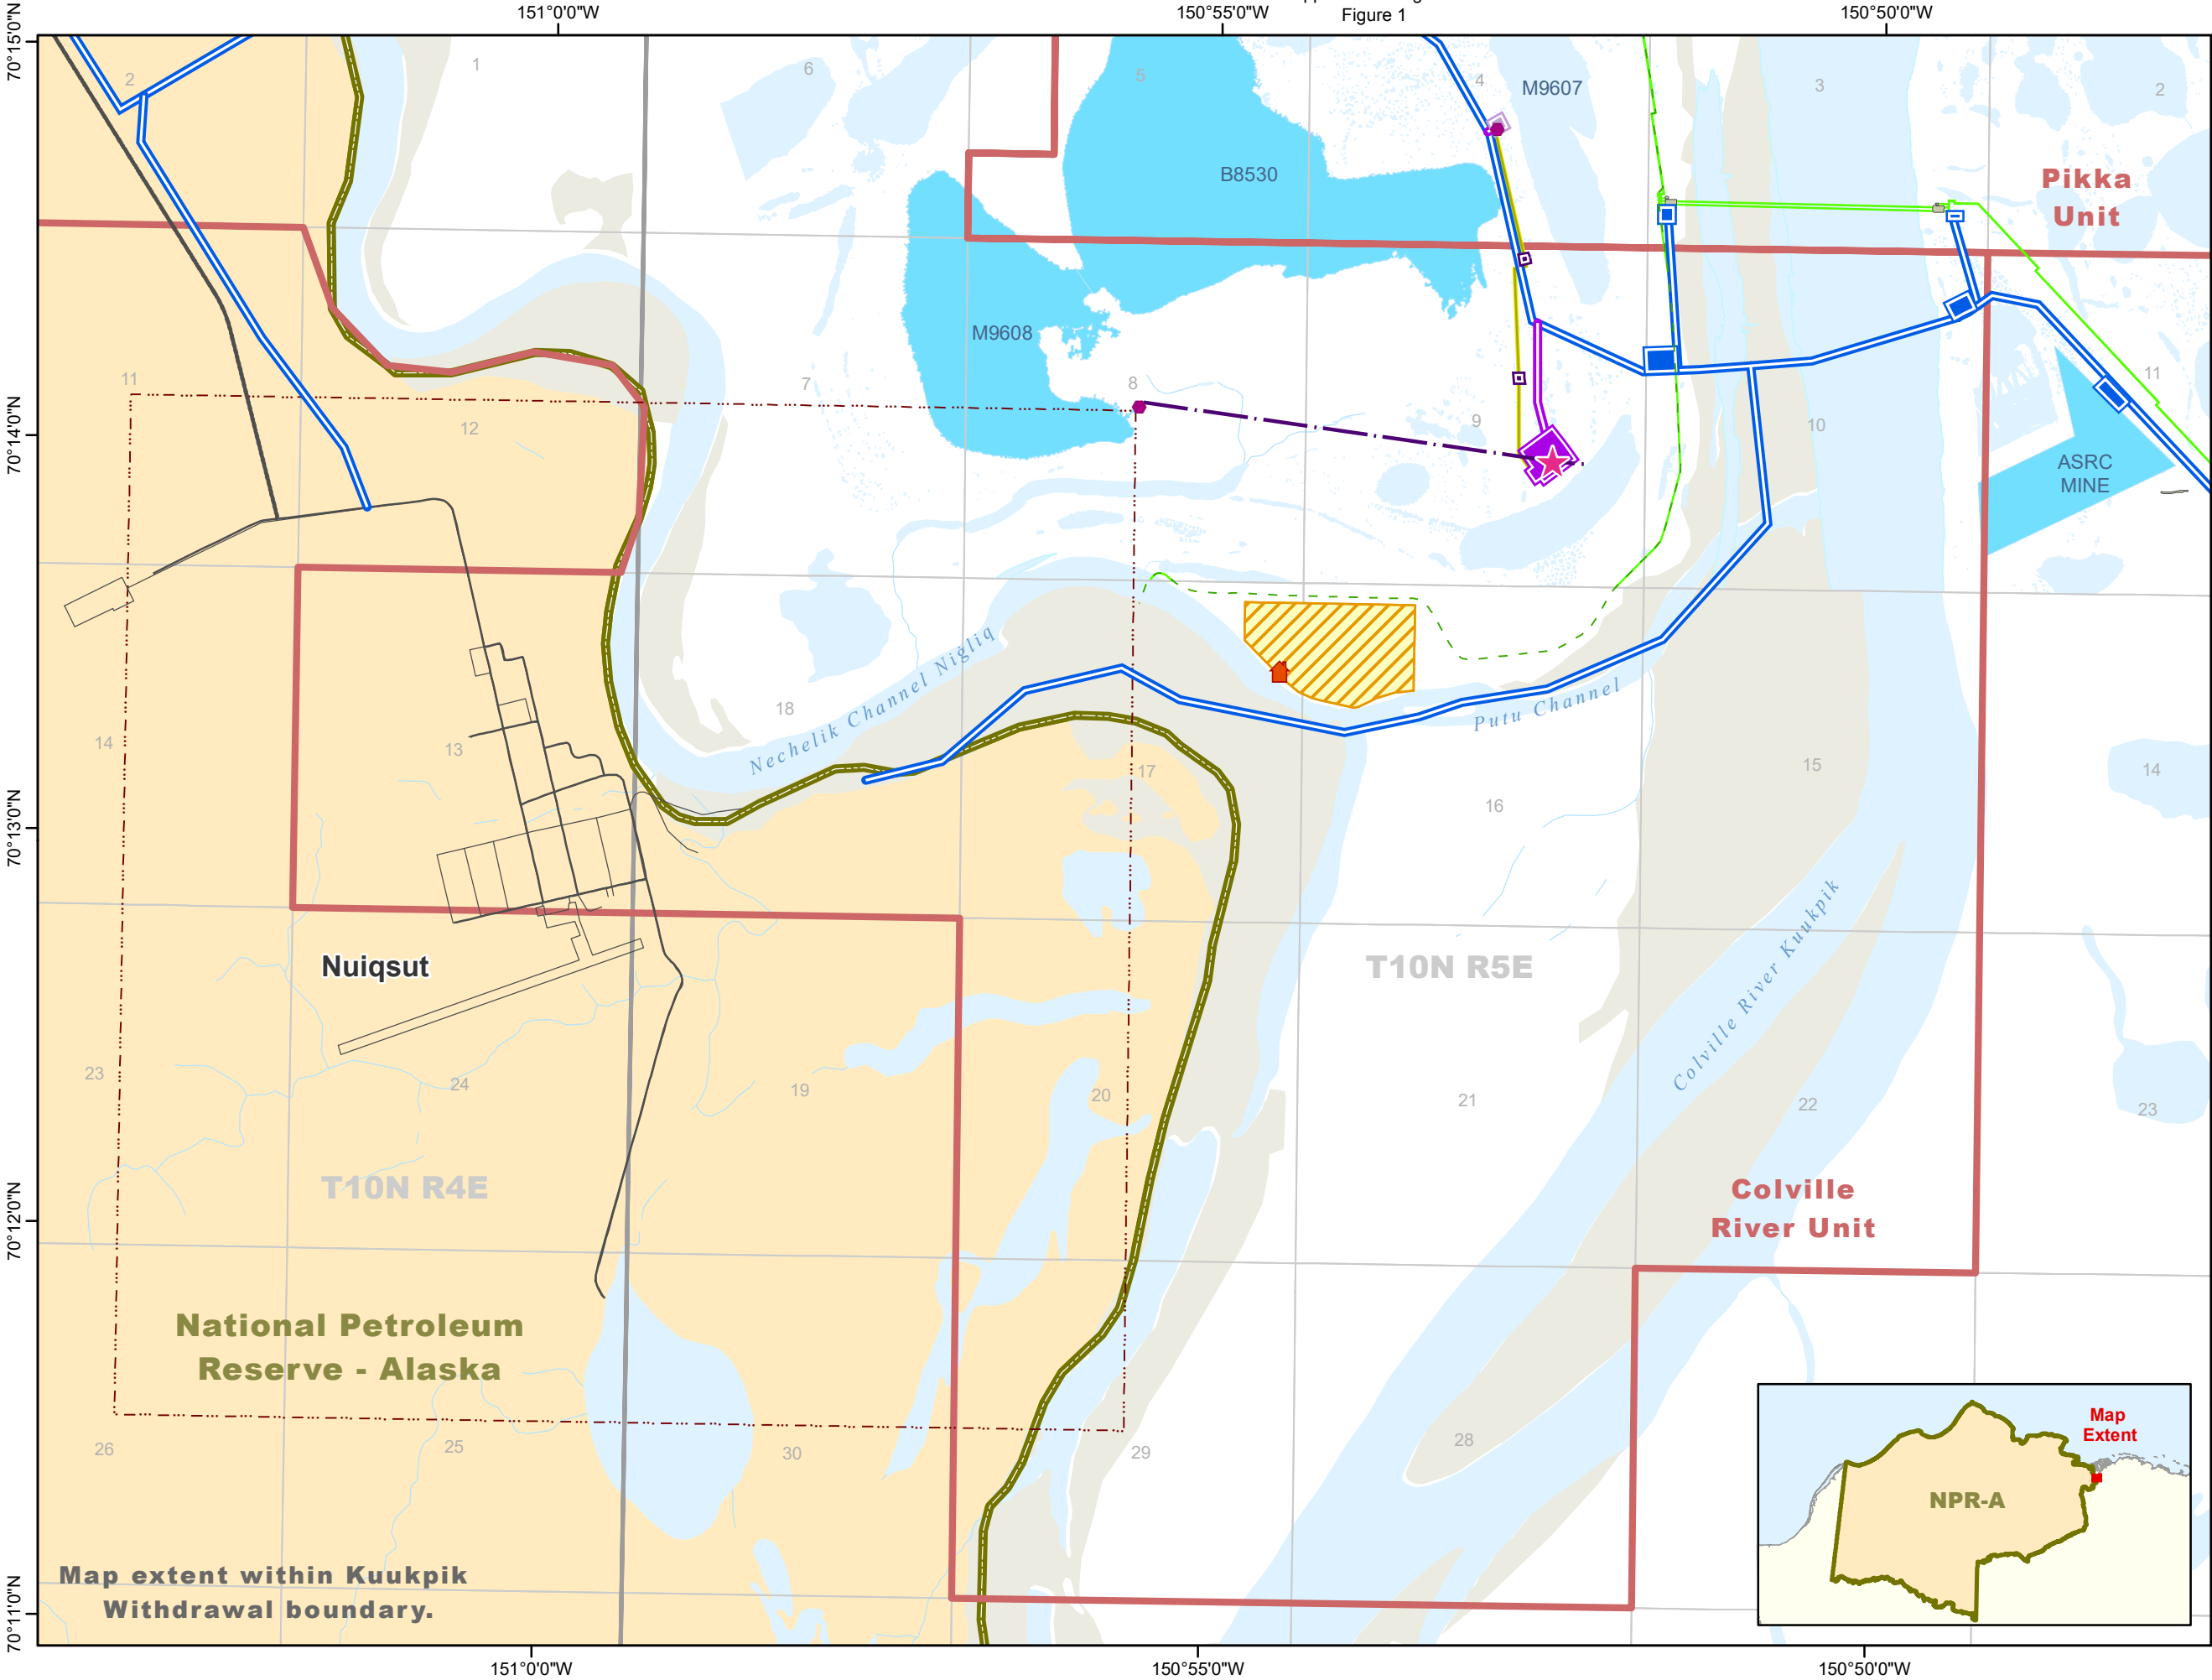 Figure 1
151°0'0"W
150°55'0"W
150°50'0"W
70°15'0"N
70°14'0"N
70°13'0"N
70°12'0"N
70°11'0"N
2
1
6
5
4
M9607
3
2
B8530
Pikka
Unit
M9608
11
12
7
8
9
10
11
ASRC
MINE
14
13
18
Nechelik Channel Niġliq
17
Putu Channel
16
15
14
Nuiqsut
T10N R5E
Colville River Kuukpik
23
24
19
20
21
22
23
T10N R4E
Colville
River Unit
National Petroleum
Reserve - Alaska
26
25
30
29
28
Map extent within Kuukpik
Withdrawal boundary.
Map
Extent
NPR-A
151°0'0"W
150°55'0"W
150°50'0"W